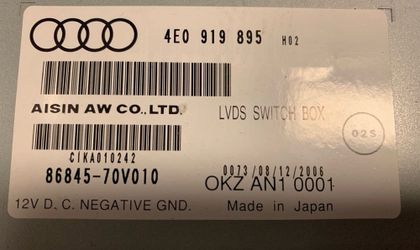 4E0 919 895 H02
AISIN AW CO.,LTD. LVDS SWITCH BOX
02S
CIKA010242
0073/08/12/2006
86845-70V010 OKZ AN1 0001
12V D. C. NEGATIVE GND. Made in Japan